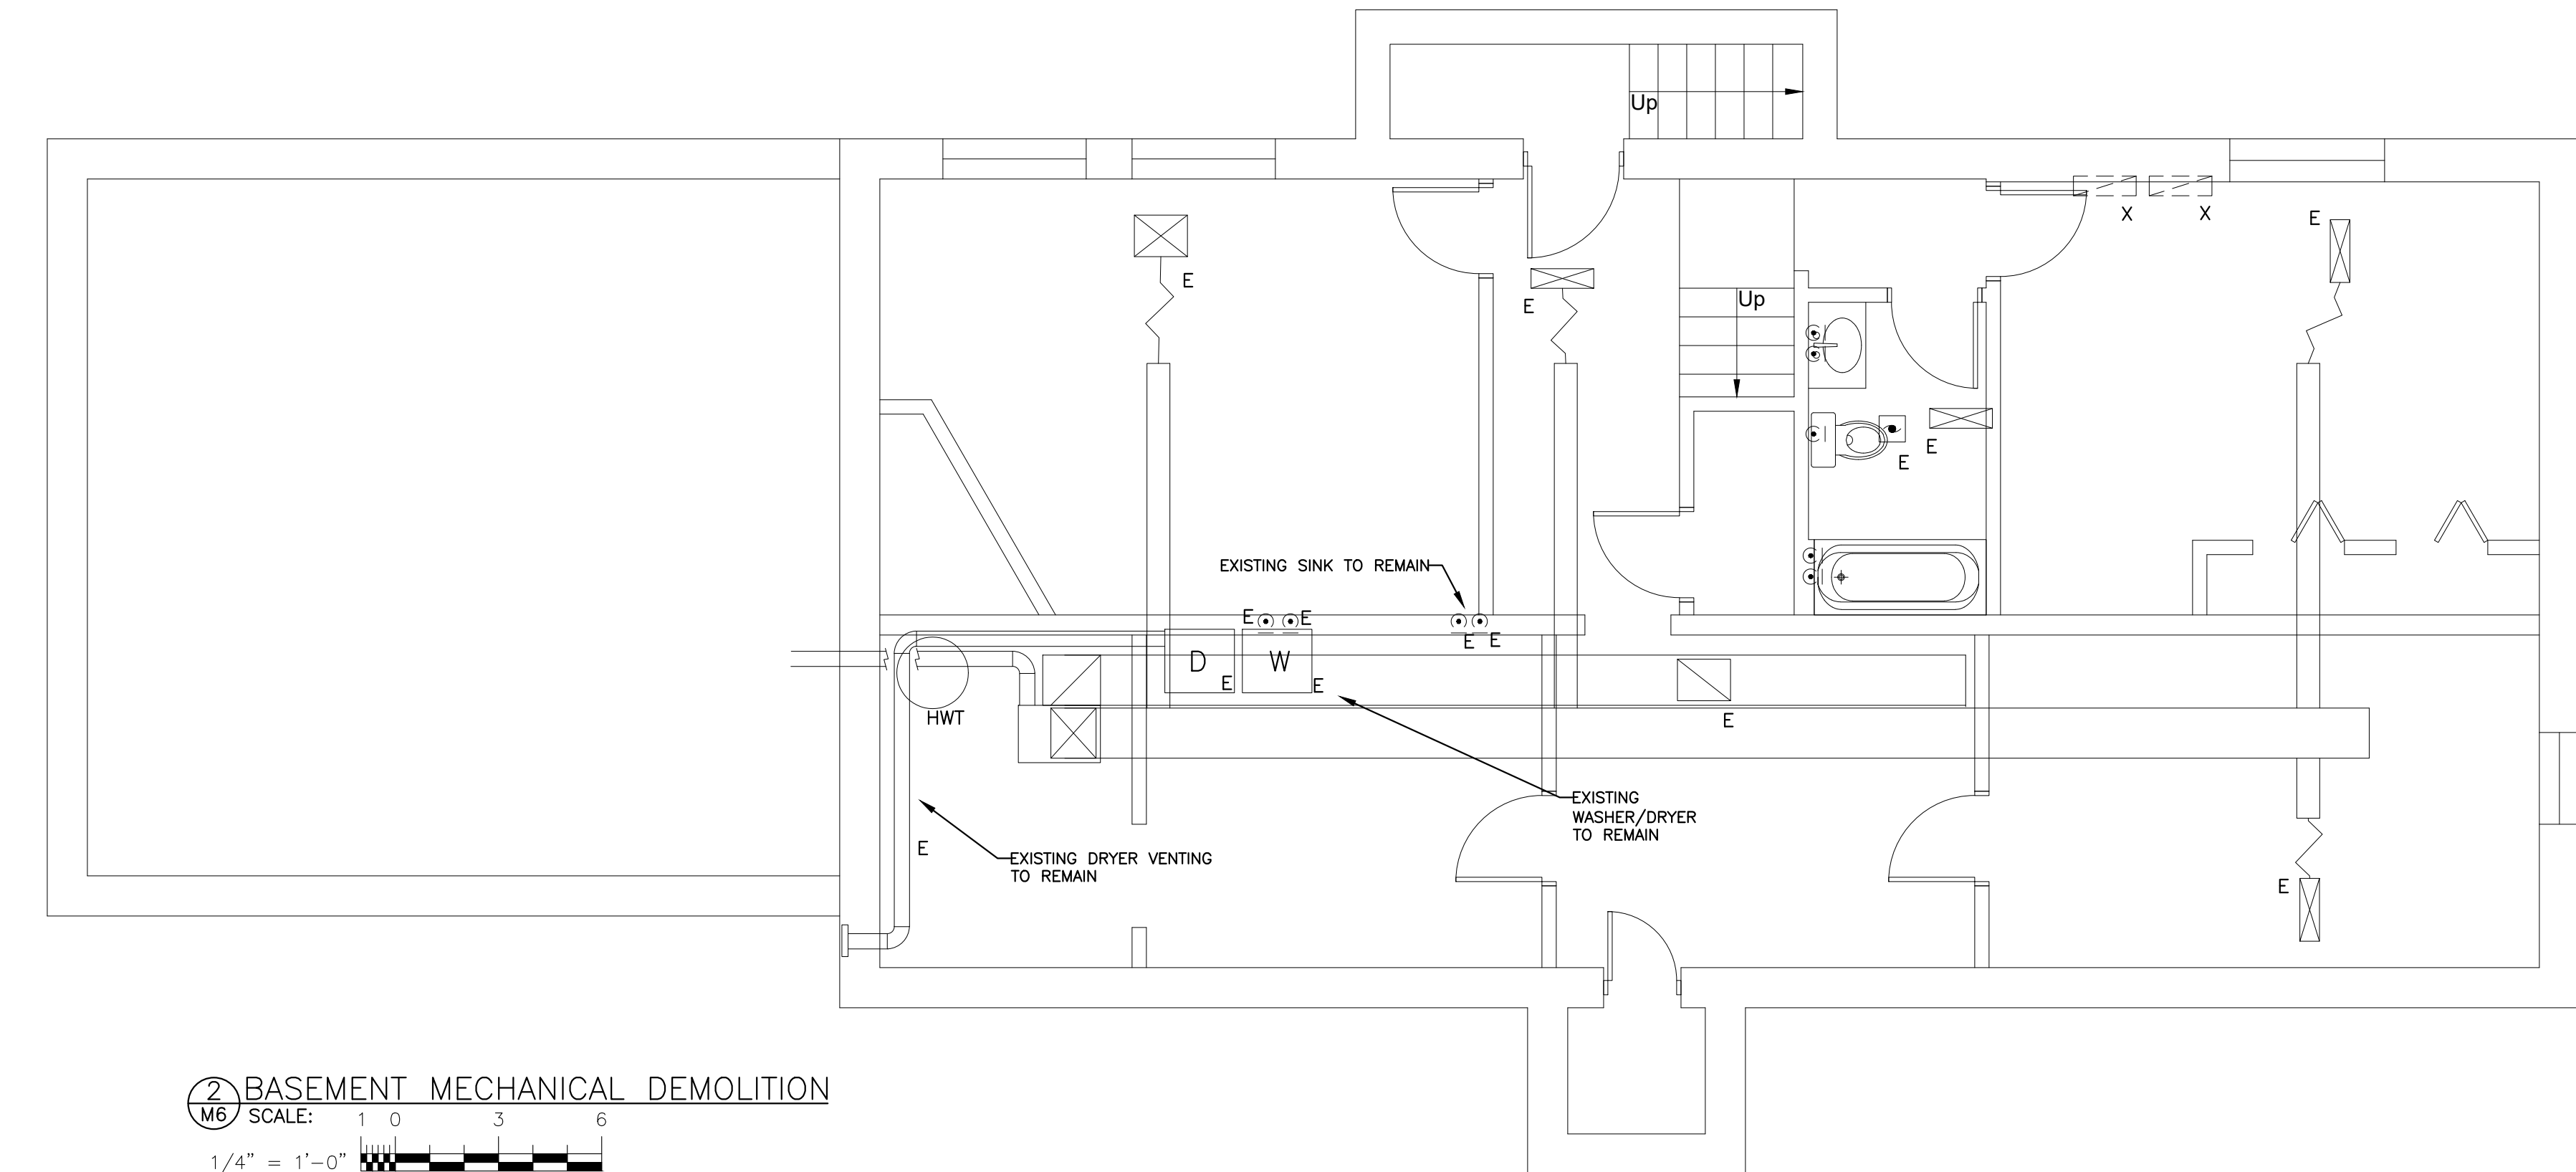 Up
X
X
E
E
E
Up
E
E
EXISTING SINK TO REMAIN
E
E
E
E
D
E
W
E
HWT
E
EXISTING
WASHER/DRYER
TO REMAIN
E
EXISTING DRYER VENTING
TO REMAIN
E
2
M6
BASEMENT MECHANICAL DEMOLITION
SCALE:
1 0 3 6
1/4" = 1'-0"